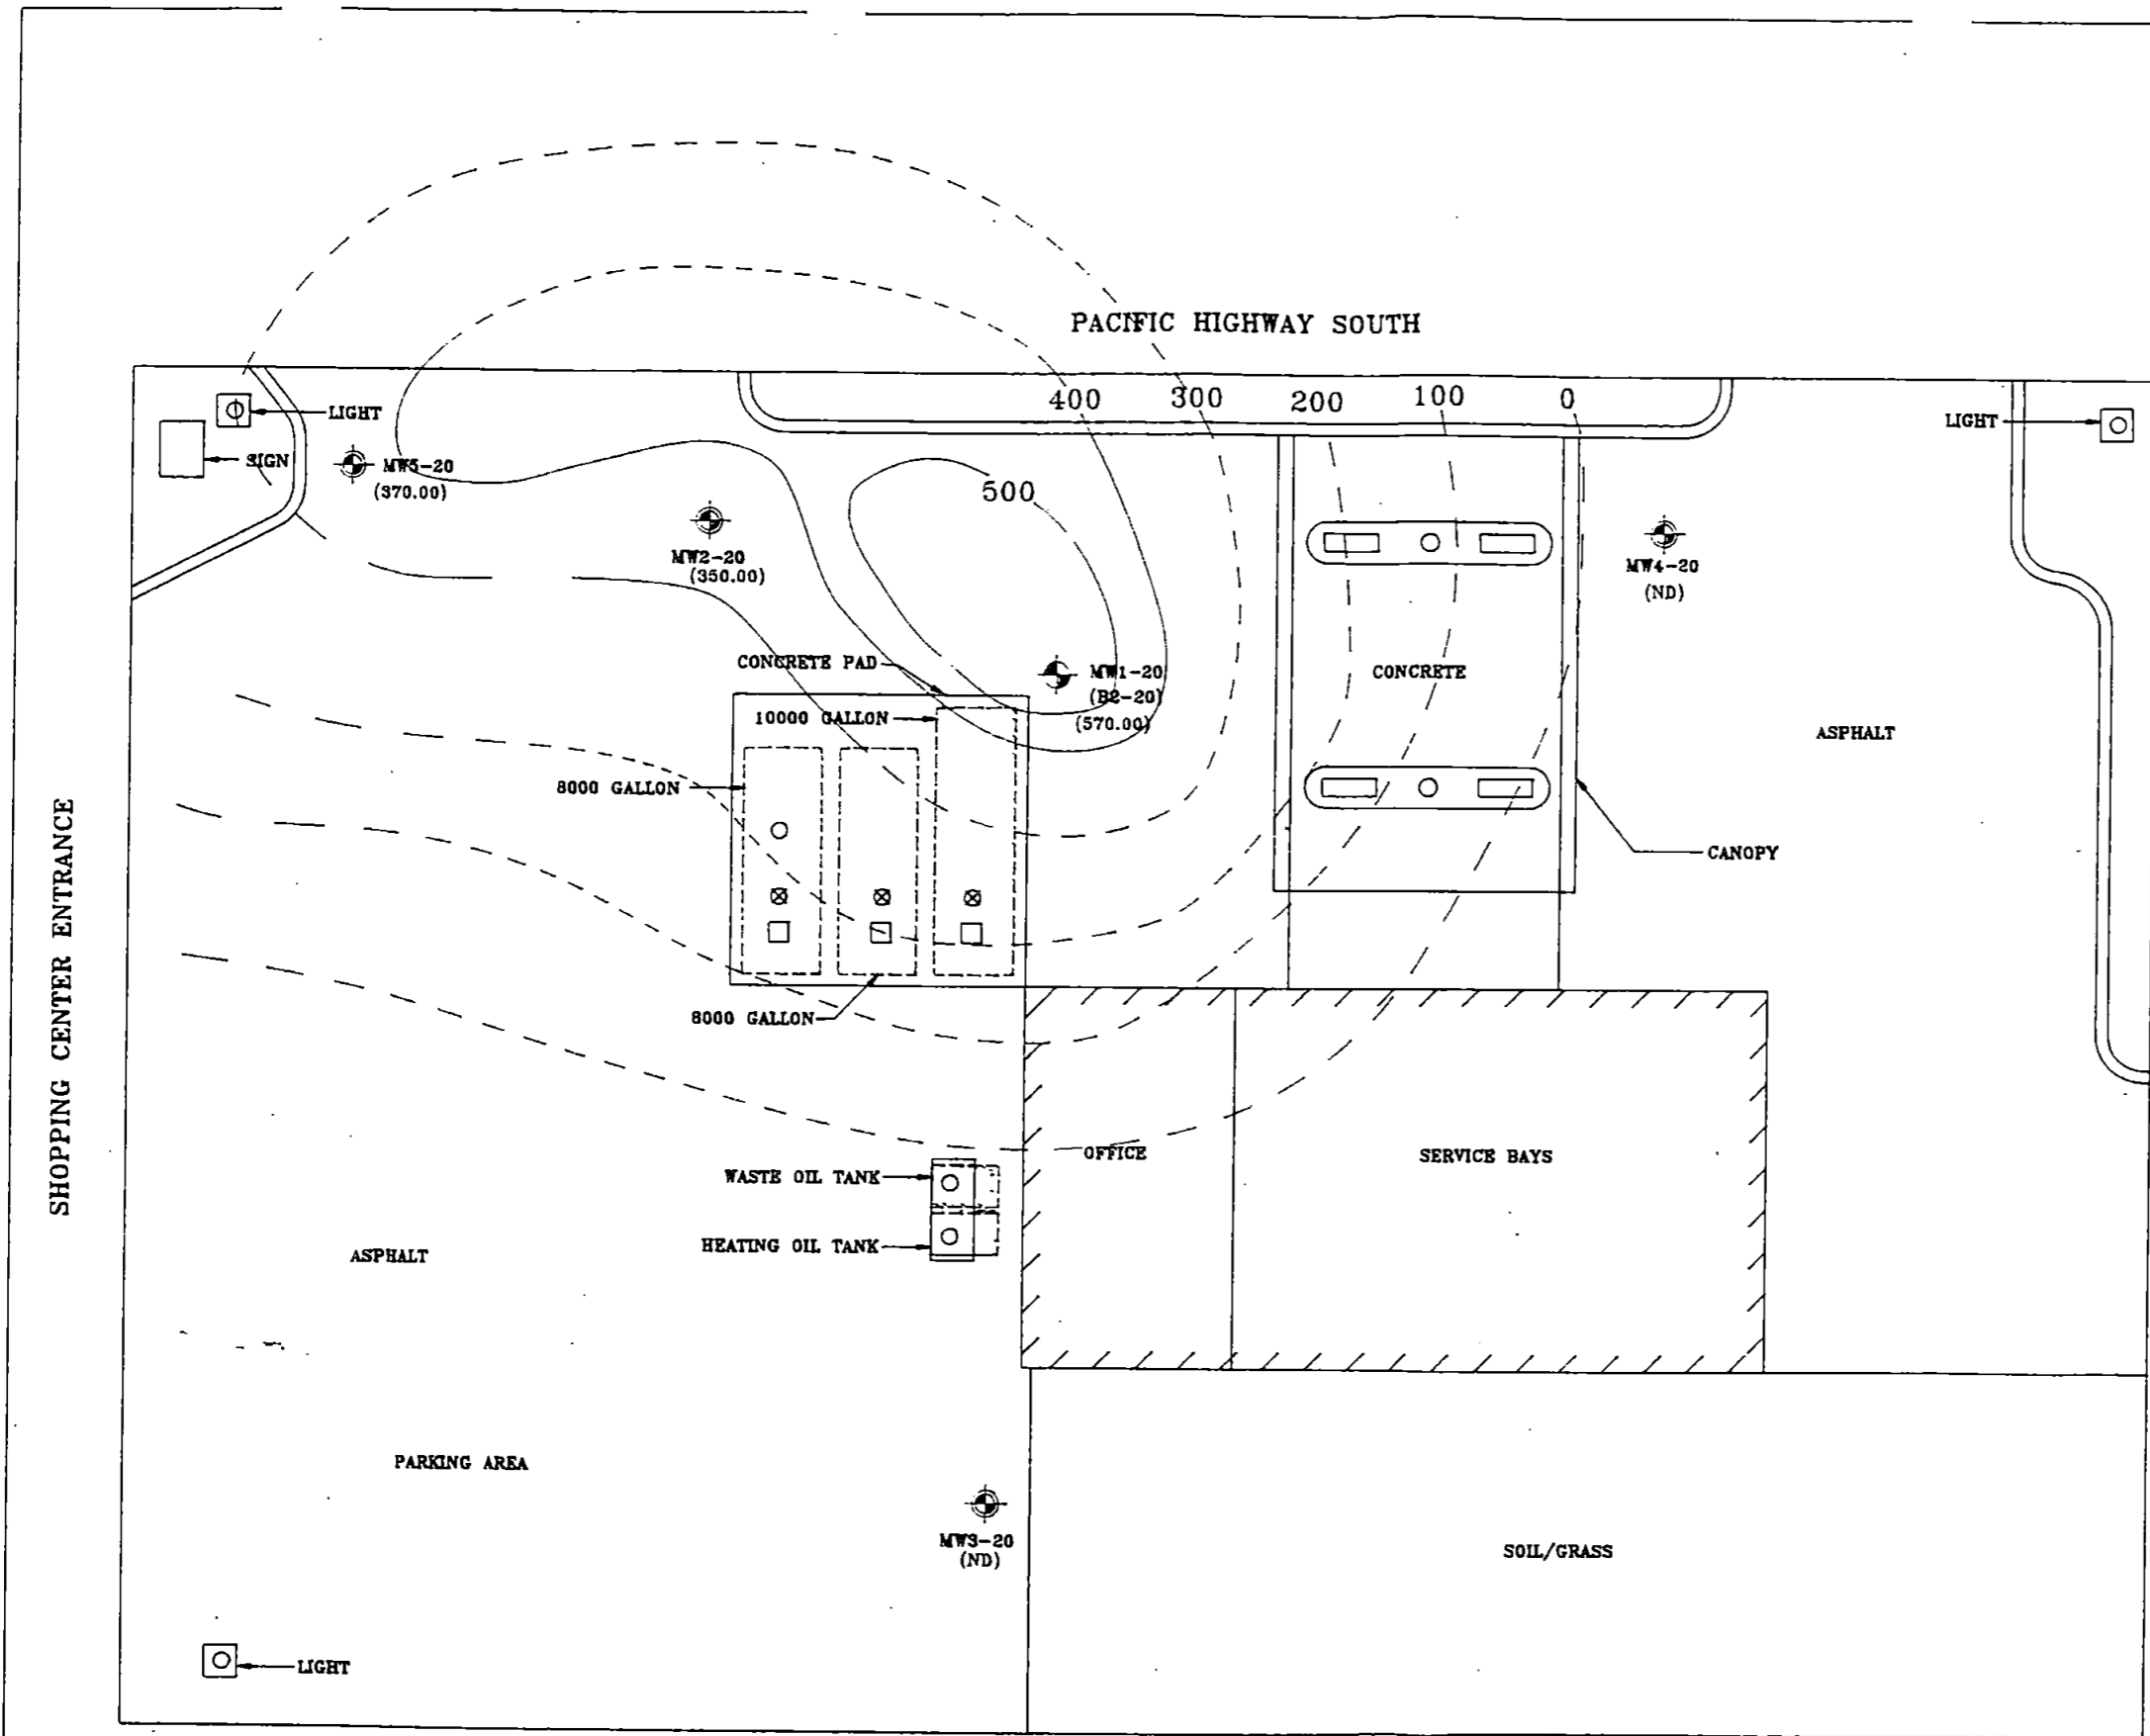 PACIFIC HIGHWAY SOUTH
400 300 200 100 0
LIGHT
LIGHT
SIGN
MW5-20
(370.00)
500
MW2-20
(350.00)
MW4-20
(ND)
CONCRETE PAD
MW1-20
(B2-20)
(570.00)
CONCRETE
10000 GALLON
ASPHALT
8000 GALLON
CANOPY
SHOPPING CENTER ENTRANCE
8000 GALLON
OFFICE
SERVICE BAYS
WASTE OIL TANK
HEATING OIL TANK
ASPHALT
PARKING AREA
MW3-20
(ND)
SOIL/GRASS
LIGHT